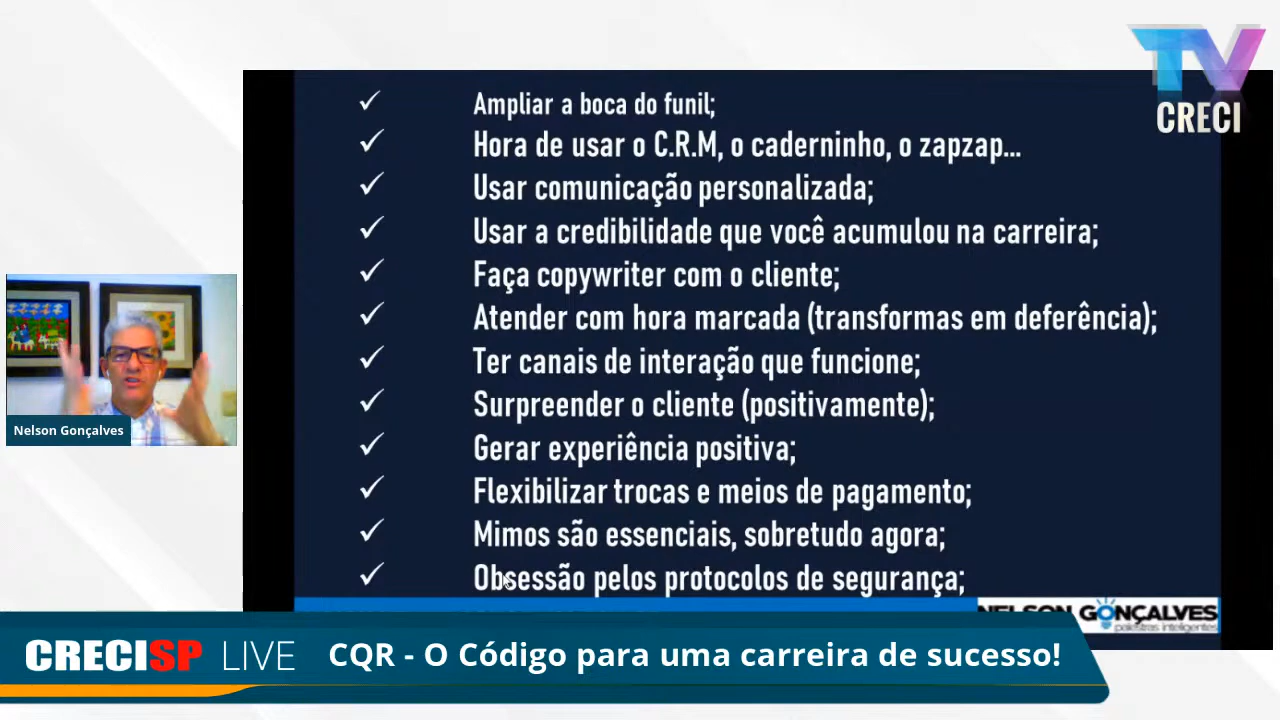 TV
CRECI
Ampliar a boca do funil;
Hora de usar o C.R.M, o caderninho, o zapzap...
Usar comunicação personalizada;
Usar a credibilidade que você acumulou na carreira;
Faça copywriter com o cliente;
Atender com hora marcada (transformas em deferência);
Ter canais de interação que funcione;
Surpreender o cliente (positivamente);
Gerar experiência positiva;
Flexibilizar trocas e meios de pagamento;
Mimos são essenciais, sobretudo agora;
Obsessão pelos protocolos de segurança;
Nelson Gonçalves
NELSON GONÇALVES
palestras inteligentes
CRECISP LIVE CQR - O Código para uma carreira de sucesso!